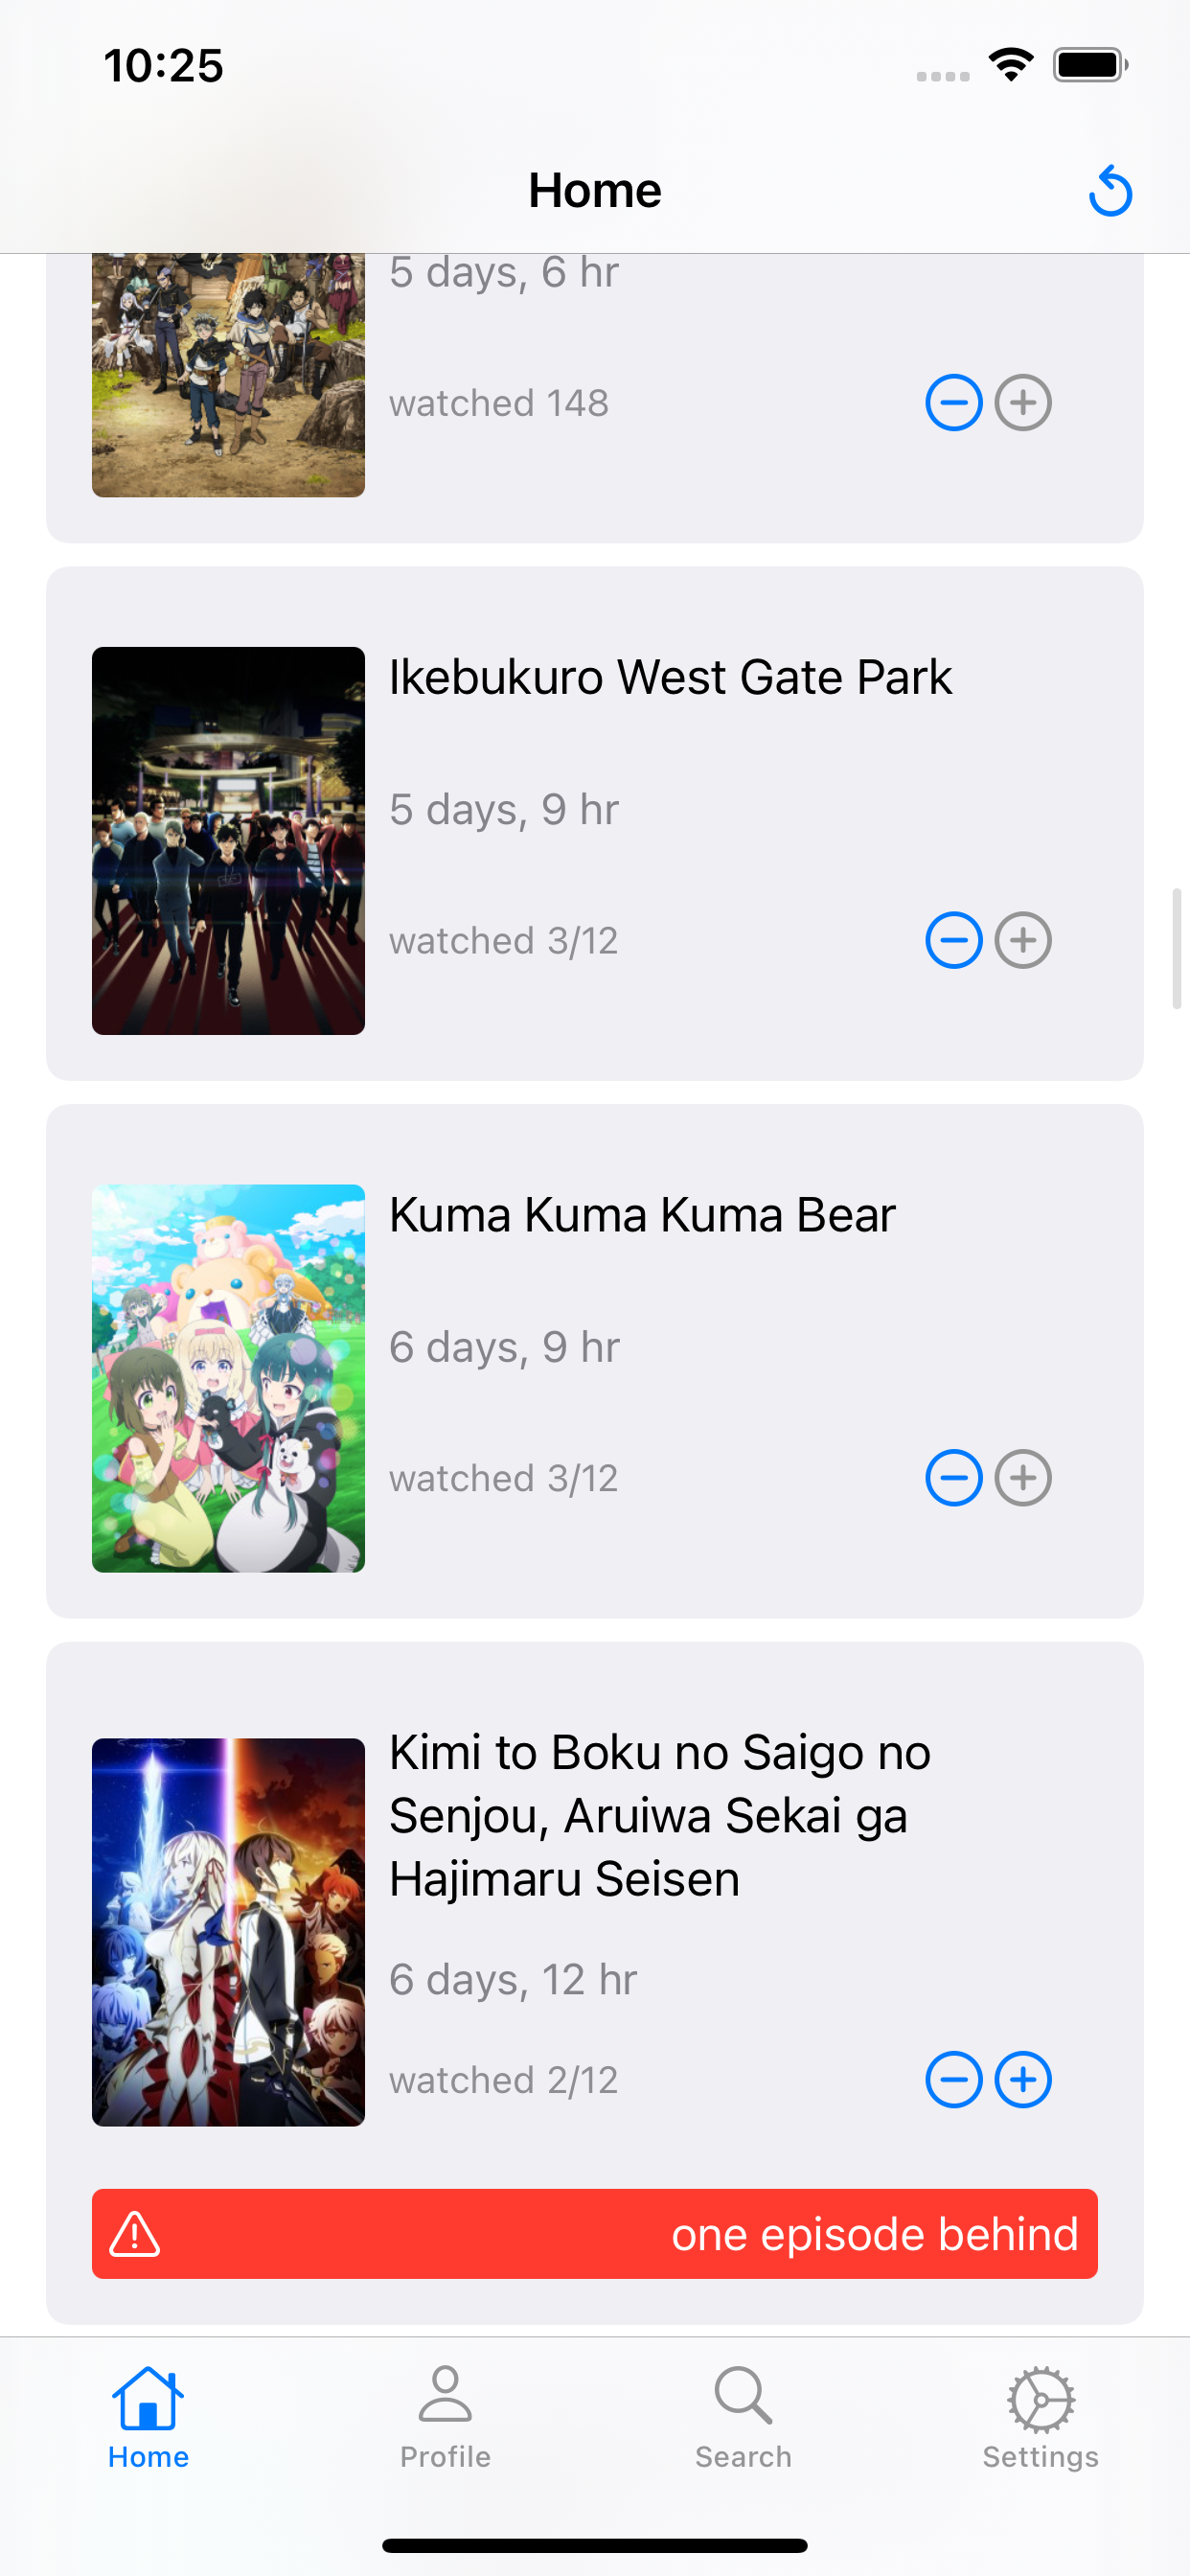 10:25
Home
5 days, 6 hr
watched 148
Ikebukuro West Gate Park
5 days, 9 hr
watched 3/12
Kuma Kuma Kuma Bear
6 days, 9 hr
watched 3/12
Kimi to Boku no Saigo no
Senjou, Aruiwa Sekai ga
Hajimaru Seisen
6 days, 12 hr
watched 2/12
one episode behind
Home
Profile
Search
Settings